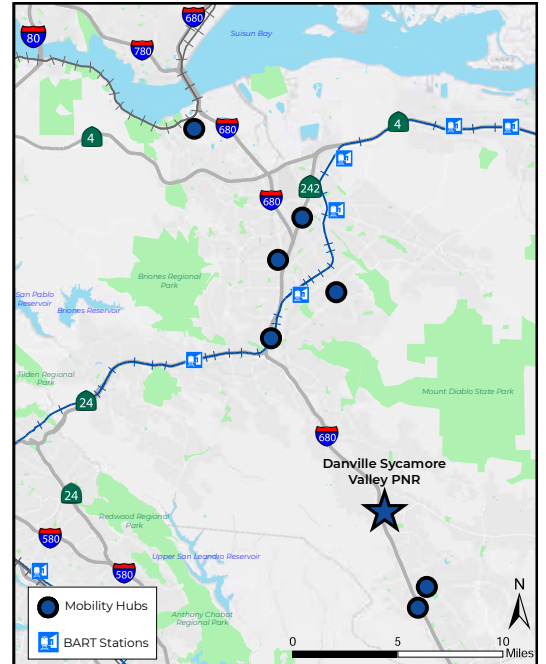 680
80
Suisun Bay
780
4
680
4
242
680
Briones Regional
Park
San Pablo
Reservoir
Briones Reservoir
Tilden Regional
Park
24
Mount Diablo State Park
680
Danville Sycamore
Valley PNR
24
Redwood Regional
Park
580
Upper San Leandro Reservoir
580
Anthony Chabot
Regional Park
N
Mobility Hubs
BART Stations
0
5
10
Miles